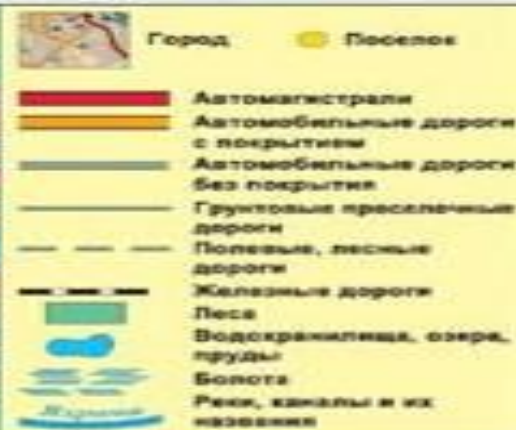 Город
Поселок
Автомагистрали
Автомобильные дороги
с покрытием
Автомобильные дороги
без покрытия
Грунтовые проселочные
дороги
Полевые, лесные
дороги
Железные дороги
Леса
Водохранилища, озера,
пруды
Болота
Реки, каналы и их
названия